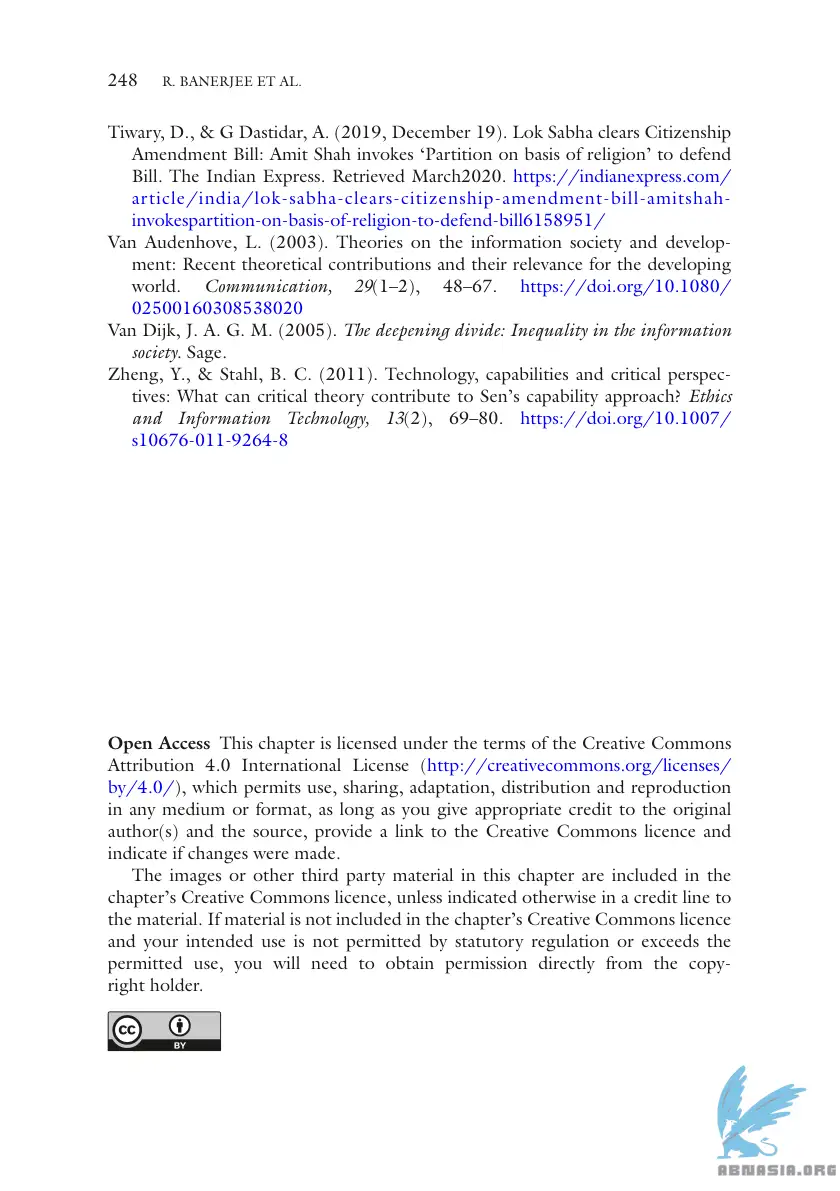 248 R. BANERJEE ET AL.
Tiwary, D., & G Dastidar, A. (2019, December 19). Lok Sabha clears Citizenship
Amendment Bill: Amit Shah invokes ‘Partition on basis of religion’ to defend
Bill. The Indian Express. Retrieved March2020. https://indianexpress.com/
article/india/lok-sabha-clears-citizenship-amendment-bill-amitshah-
invokespartition-on-basis-of-religion-to-defend-bill6158951/
Van Audenhove, L. (2003). Theories on the information society and develop-
ment: Recent theoretical contributions and their relevance for the developing
world. Communication, 29(1–2), 48–67. https://doi.org/10.1080/
02500160308538020
Van Dijk, J. A. G. M. (2005). The deepening divide: Inequality in the information
society. Sage.
Zheng, Y., & Stahl, B. C. (2011). Technology, capabilities and critical perspec-
tives: What can critical theory contribute to Sen’s capability approach? Ethics
and Information Technology, 13(2), 69–80. https://doi.org/10.1007/
s10676-011-9264-8
Open Access This chapter is licensed under the terms of the Creative Commons
Attribution 4.0 International License (http://creativecommons.org/licenses/
by/4.0/), which permits use, sharing, adaptation, distribution and reproduction
in any medium or format, as long as you give appropriate credit to the original
author(s) and the source, provide a link to the Creative Commons licence and
indicate if changes were made.
The images or other third party material in this chapter are included in the
chapter’s Creative Commons licence, unless indicated otherwise in a credit line to
the material. If material is not included in the chapter’s Creative Commons licence
and your intended use is not permitted by statutory regulation or exceeds the
permitted use, you will need to obtain permission directly from the copy-
right holder.
cc
BY
ABNASIA.ORG